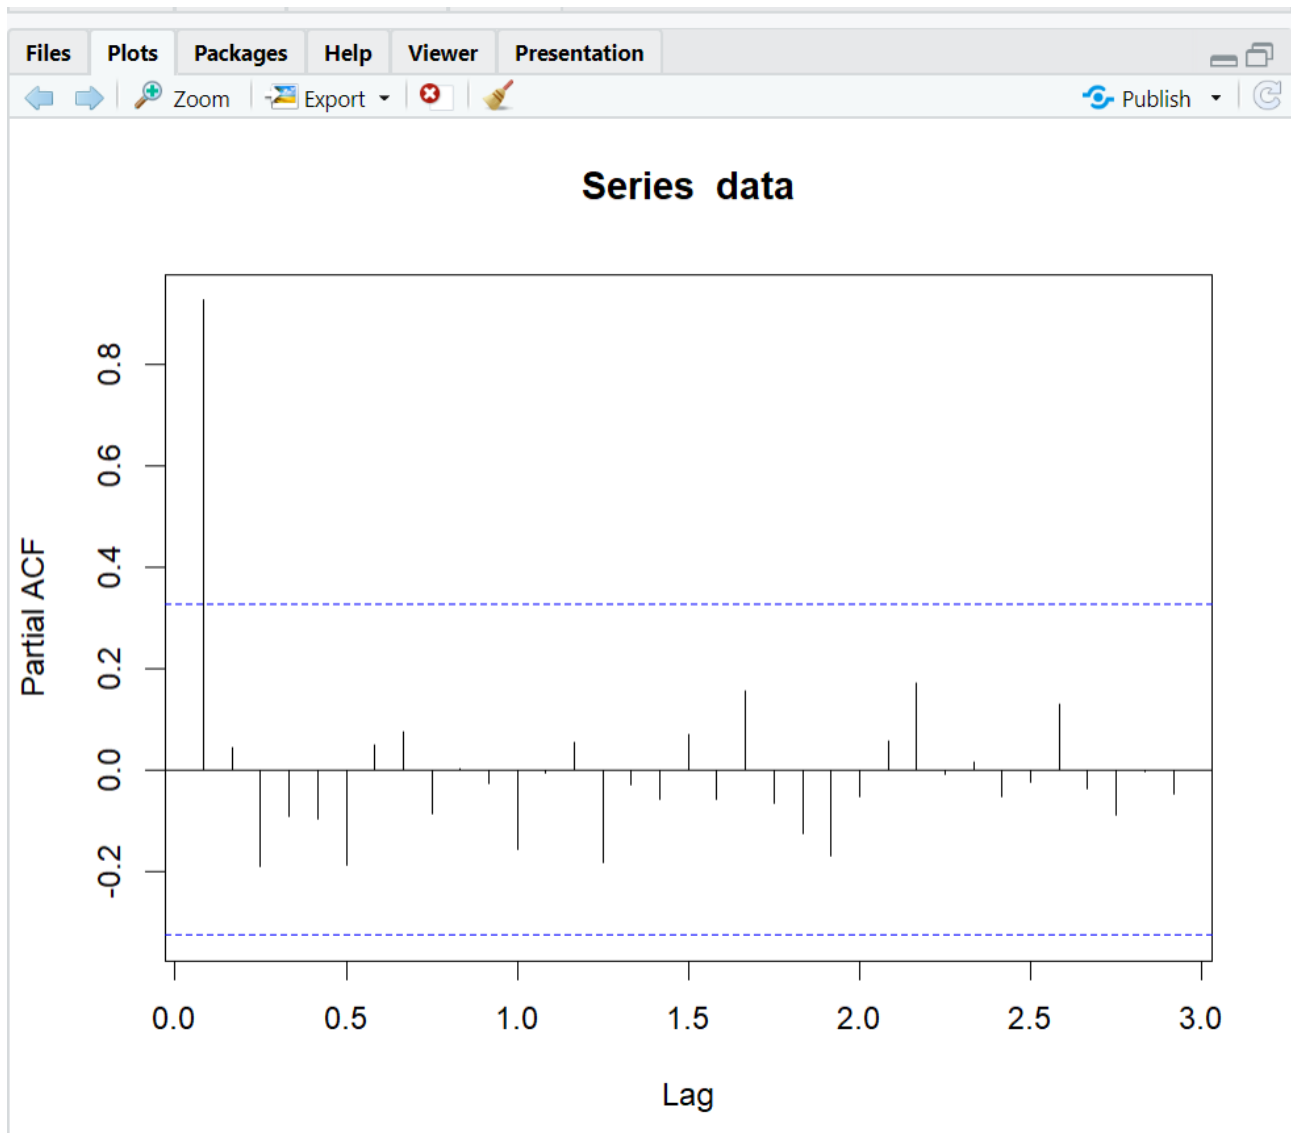 Files Plots Packages Help Viewer Presentation
Zoom Export Publish
Series data
Partial ACF
0.8
0.6
0.4
0.2
0.0
-0.2
0.0 0.5 1.0 1.5 2.0 2.5 3.0
Lag